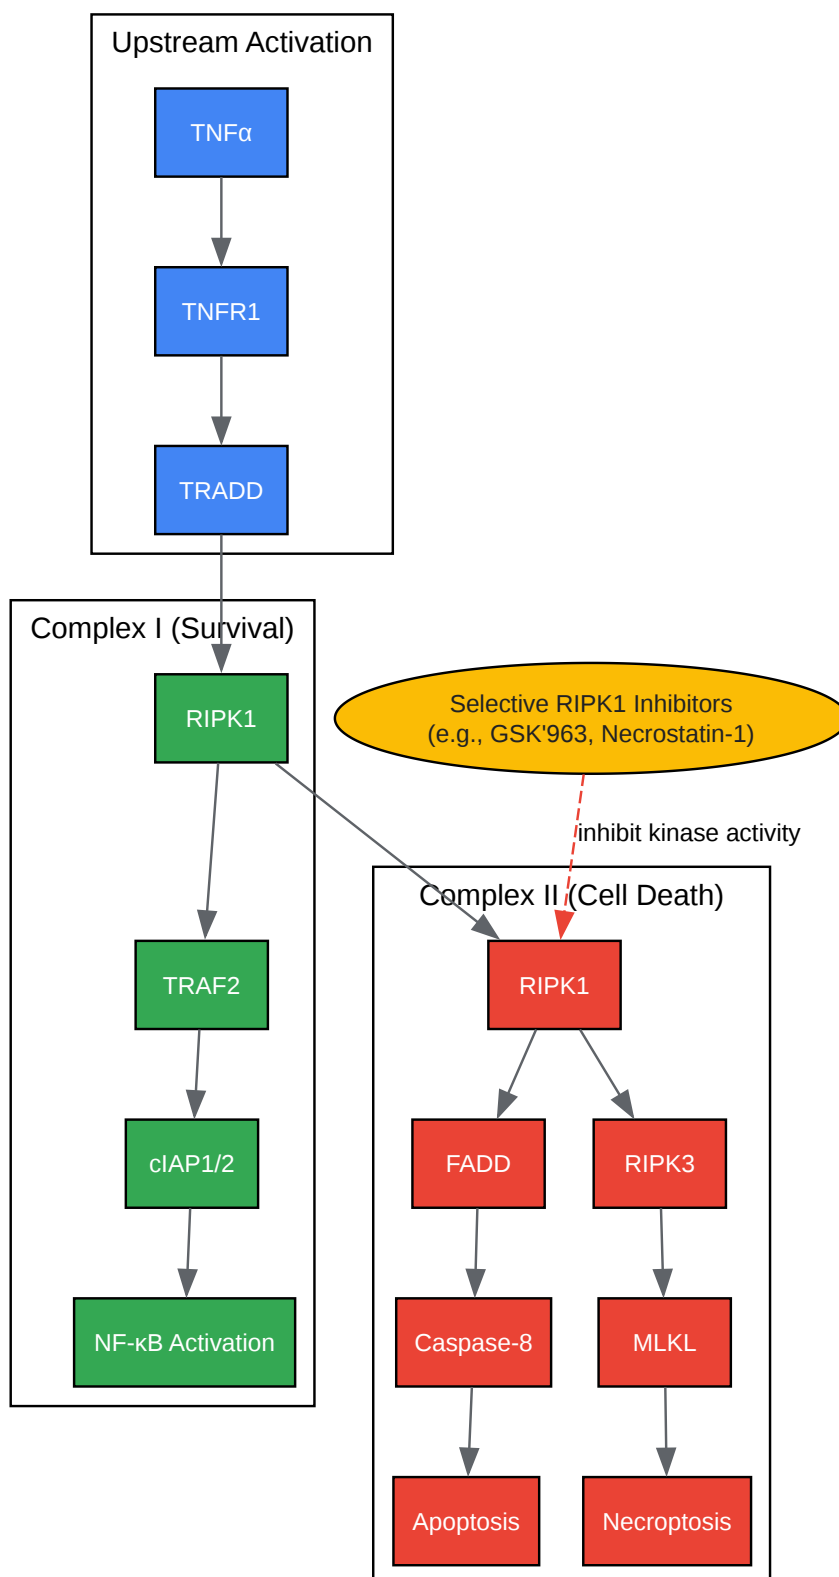 Upstream Activation
TNFα
TNFR1
TRADD
Complex I (Survival)
RIPK1
Selective RIPK1 Inhibitors
(e.g., GSK'963, Necrostatin-1)
inhibit kinase activity
Complex II (Cell Death)
RIPK1
TRAF2
cIAP1/2
NF-κB Activation
FADD
RIPK3
Caspase-8
MLKL
Apoptosis
Necroptosis